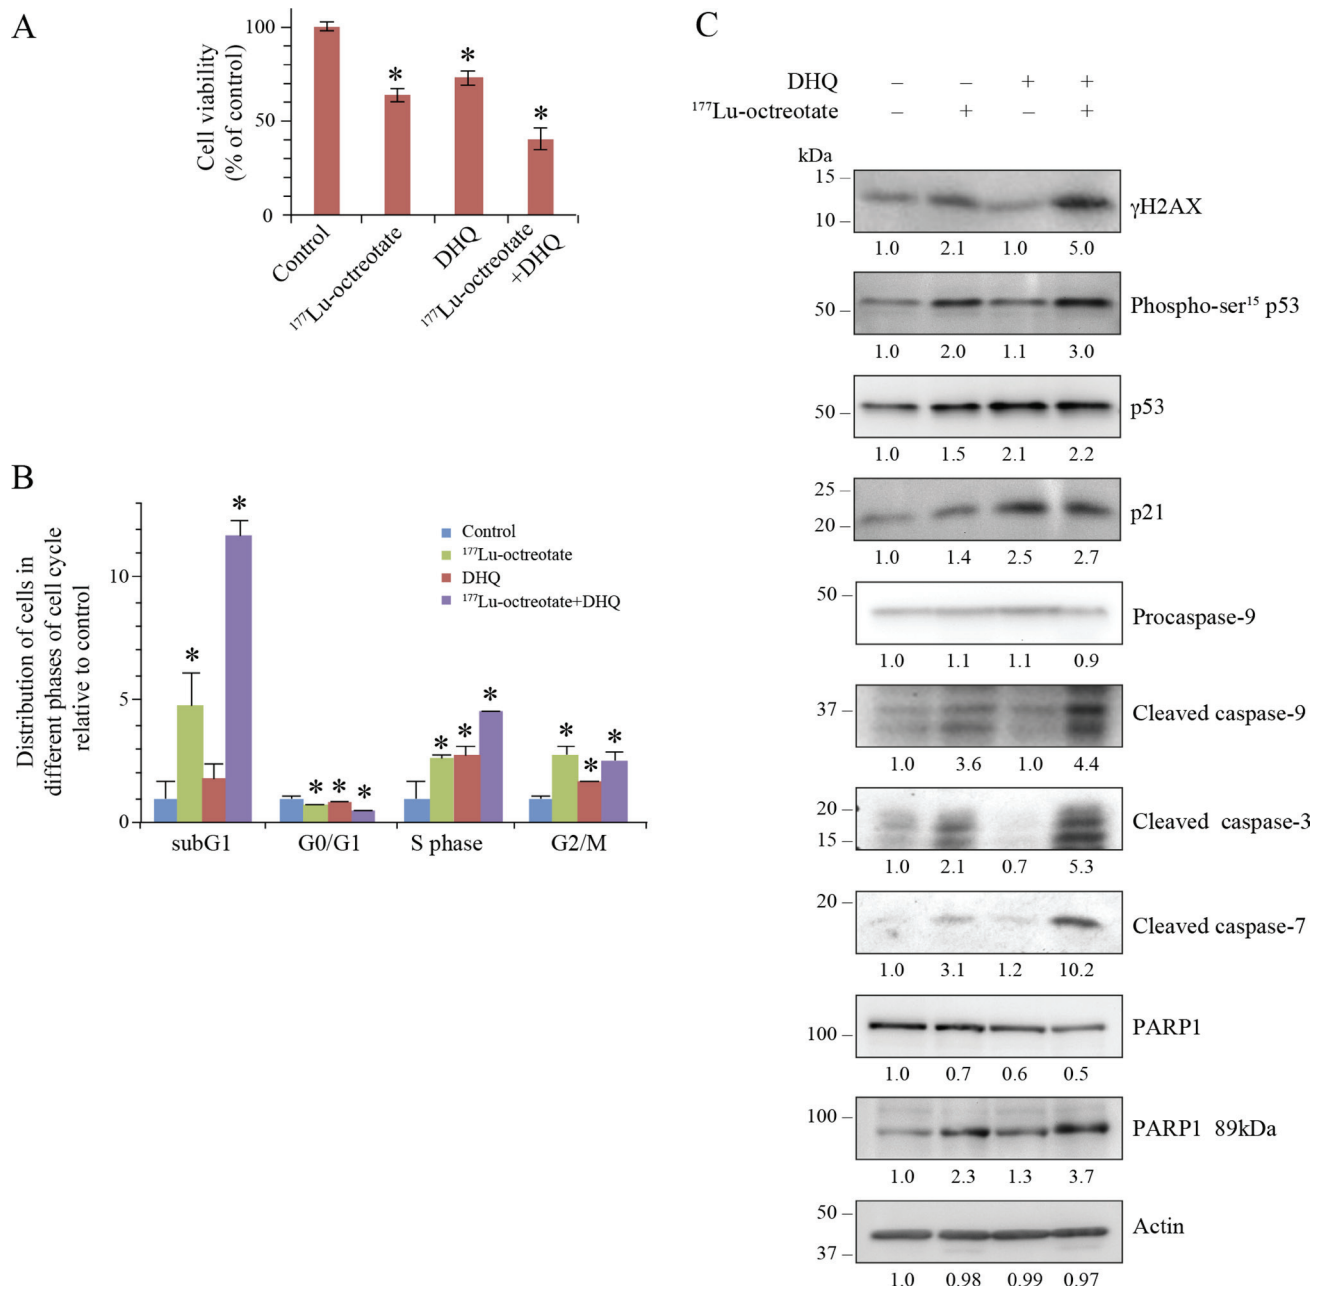 A
100
50
0
Cell viability
(% of control)
*
*
*
Control
¹⁷⁷Lu-octreotate
DHQ
¹⁷⁷Lu-octreotate
+DHQ
B
10
5
0
Distribution of cells in
different phases of cell cycle
relative to control
Control
¹⁷⁷Lu-octreotate
DHQ
¹⁷⁷Lu-octreotate+DHQ
*
*
* * *
* * *
* * *
subG1 G0/G1 S phase G2/M
C
DHQ – – + +
¹⁷⁷Lu-octreotate – + – +
kDa
15 –
10 –
γH2AX
1.0 2.1 1.0 5.0
50 –
Phospho-ser¹⁵ p53
1.0 2.0 1.1 3.0
50 –
p53
1.0 1.5 2.1 2.2
25 –
20 –
p21
1.0 1.4 2.5 2.7
50 –
Procaspase-9
1.0 1.1 1.1 0.9
37 –
Cleaved caspase-9
1.0 3.6 1.0 4.4
20 –
15 –
Cleaved caspase-3
1.0 2.1 0.7 5.3
20 –
Cleaved caspase-7
1.0 3.1 1.2 10.2
100 –
PARP1
1.0 0.7 0.6 0.5
100 –
PARP1 89kDa
1.0 2.3 1.3 3.7
50 –
37 –
Actin
1.0 0.98 0.99 0.97